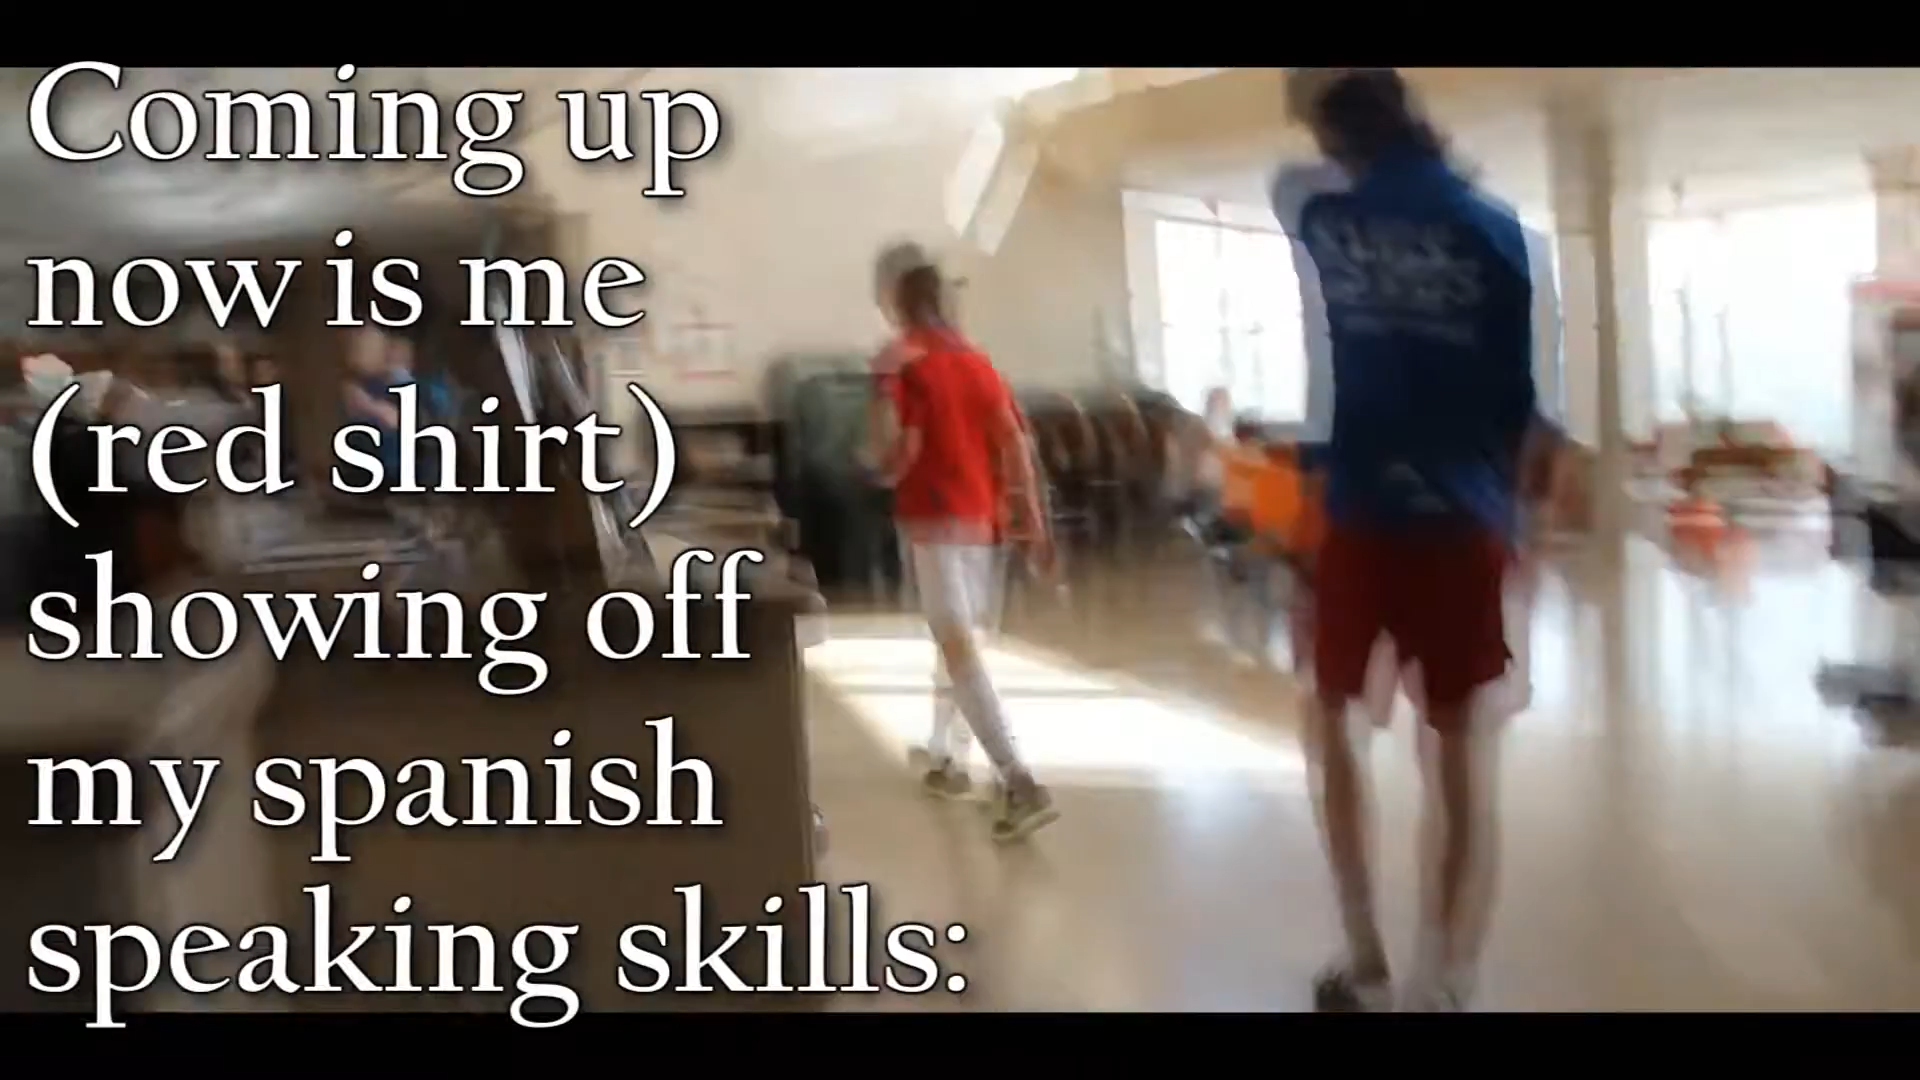 Coming up
now is me
(red shirt)
showing off
my spanish
speaking skills: